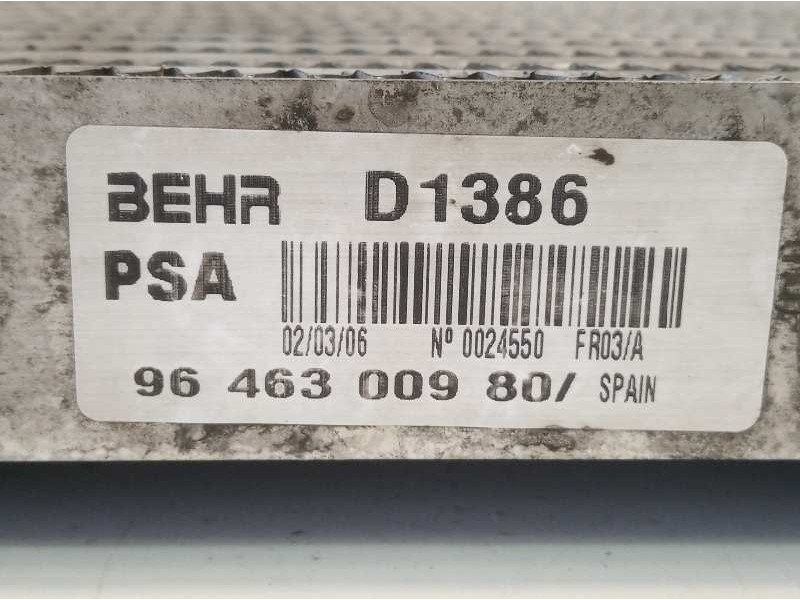 BEHR D1386
PSA
02/03/06 Nº 0024550 FR03/A
96 463 009 80/ SPAIN